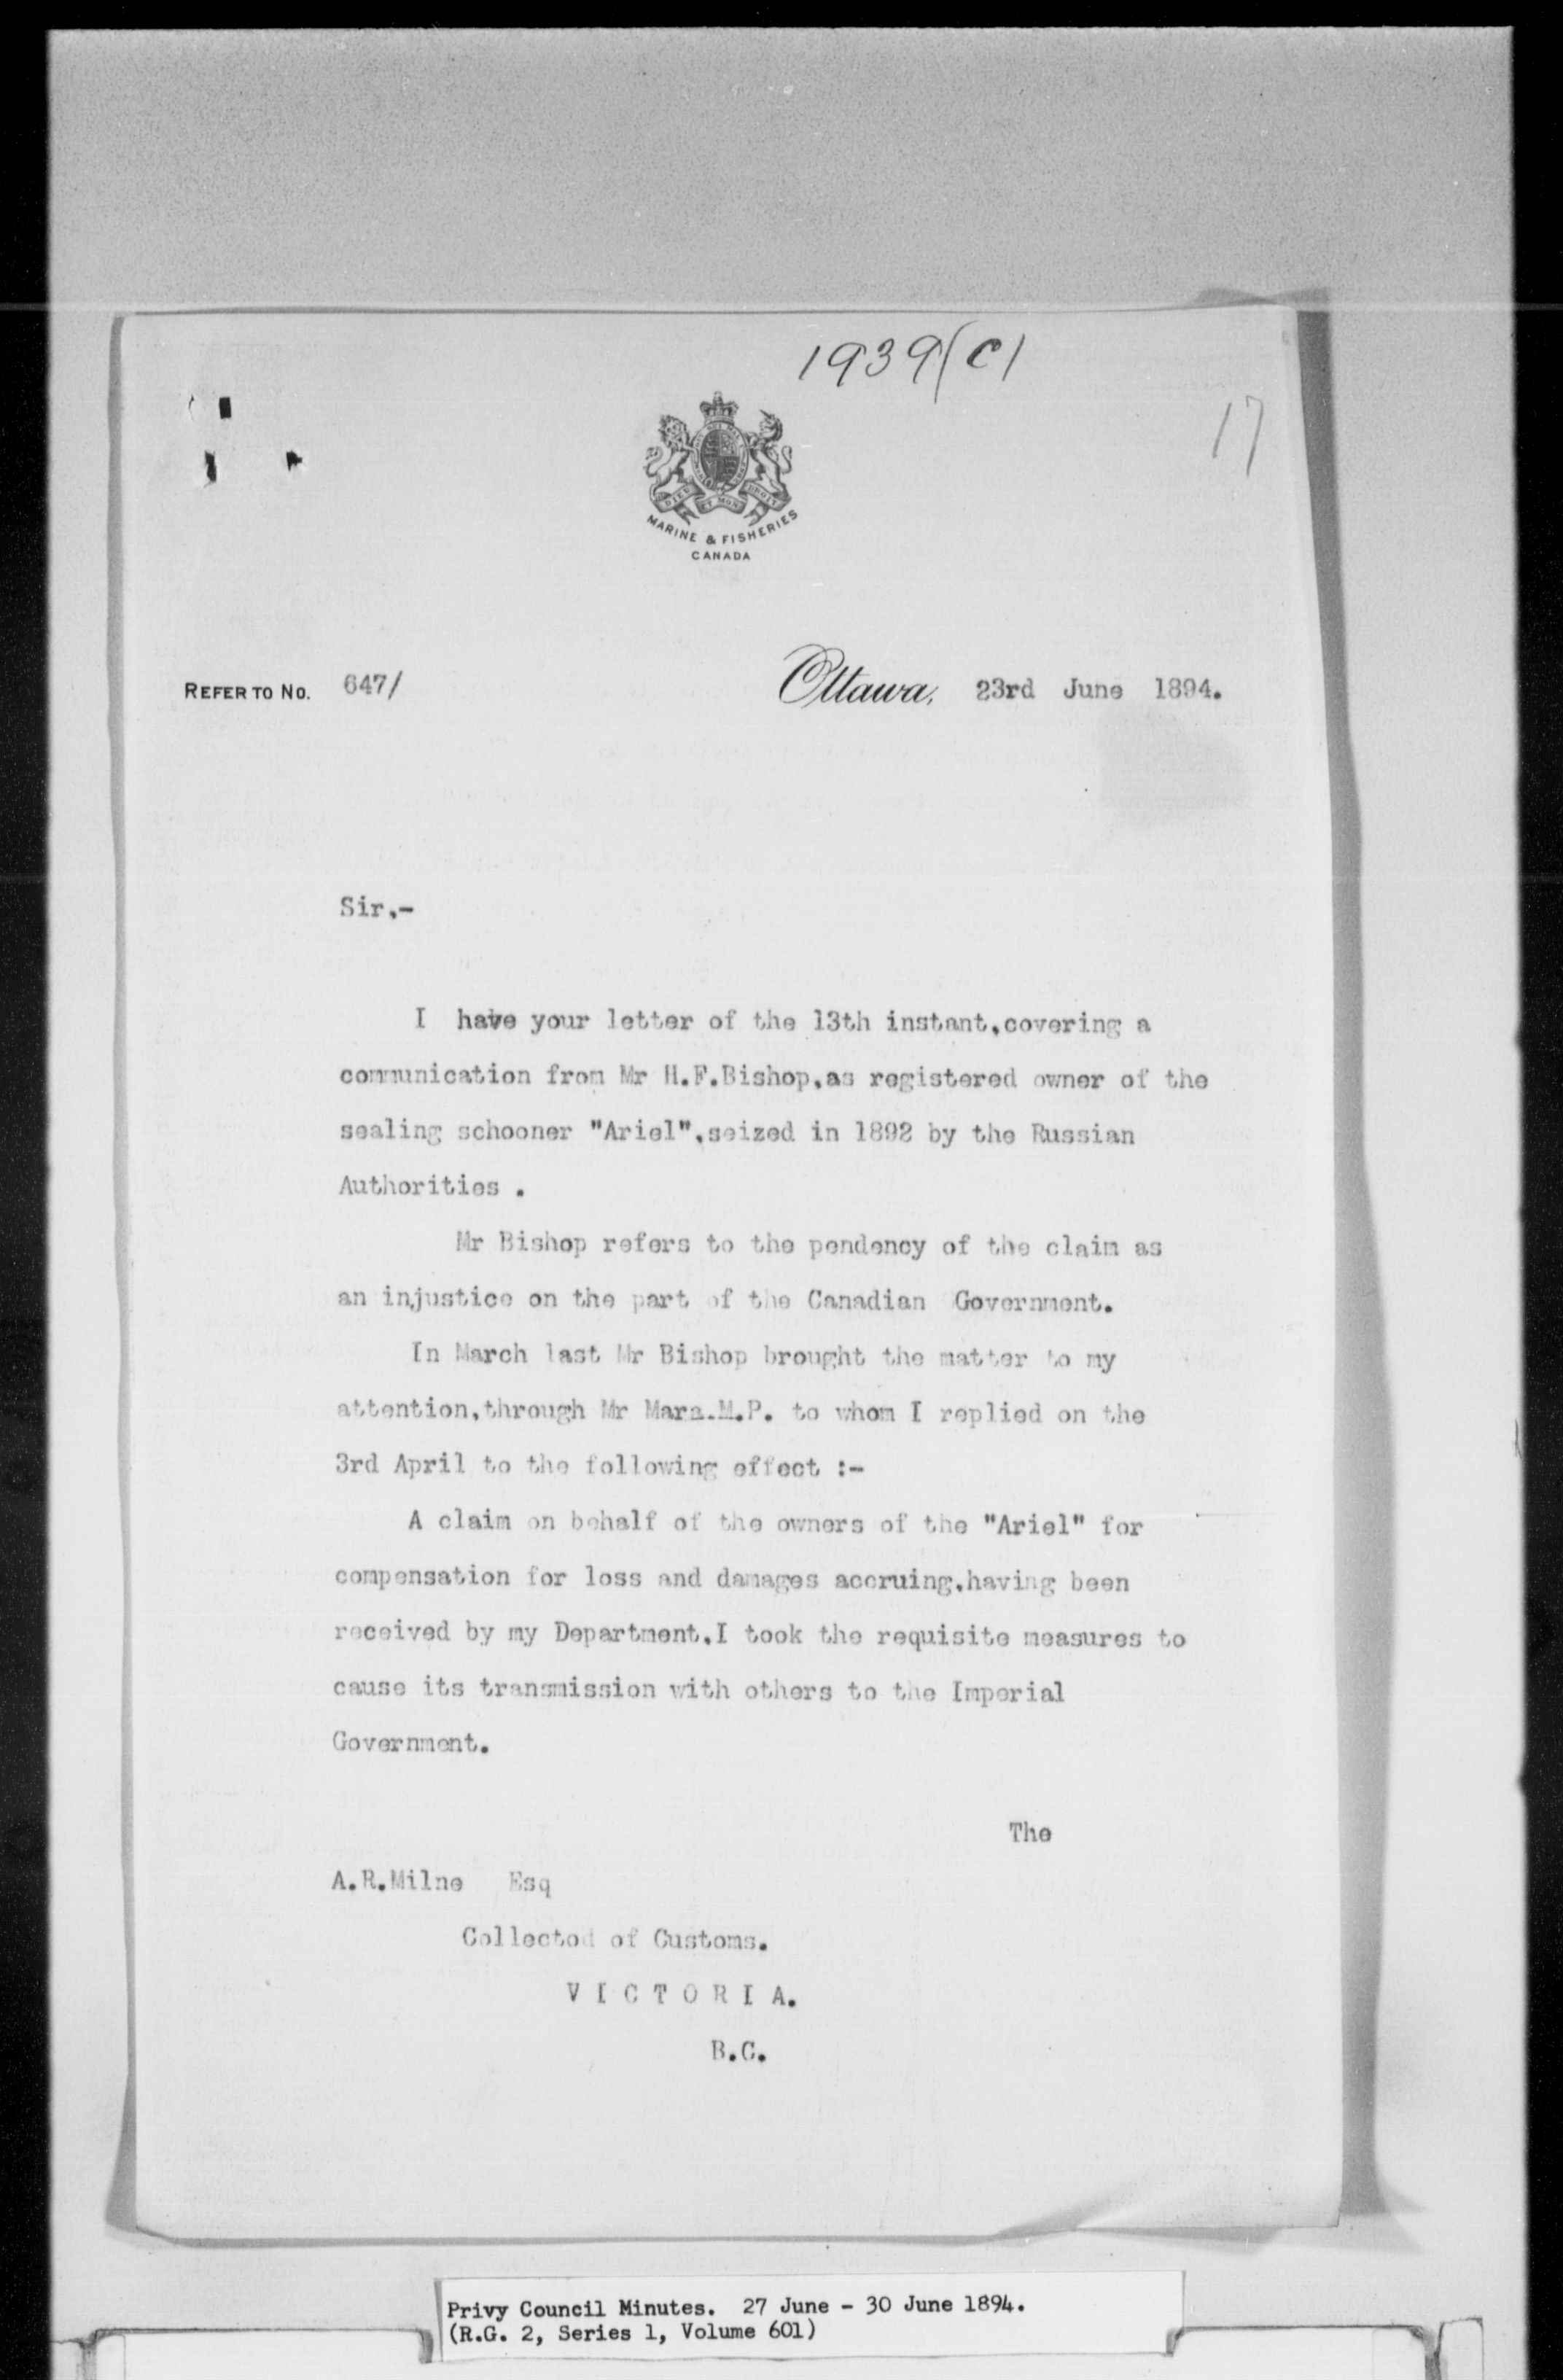 1939(C)
17
DIEU ET MON DROIT
MARINE & FISHERIES
CANADA
REFER TO NO. 647/
Ottawa, 23rd June 1894.
Sir,-
I have your letter of the 13th instant,covering a
communication from Mr H.F.Bishop,as registered owner of the
sealing schooner "Ariel",seized in 1892 by the Russian
Authorities .
Mr Bishop refers to the pendency of the claim as
an injustice on the part of the Canadian Government.
In March last Mr Bishop brought the matter to my
attention,through Mr Mara.M.P. to whom I replied on the
3rd April to the following effect :-
A claim on behalf of the owners of the "Ariel" for
compensation for loss and damages accruing,having been
received by my Department,I took the requisite measures to
cause its transmission with others to the Imperial
Government.
The
A.R.Milne Esq
Collectod of Customs.
V I C T O R I A.
B.C.
Privy Council Minutes. 27 June - 30 June 1894.
(R.G. 2, Series 1, Volume 601)